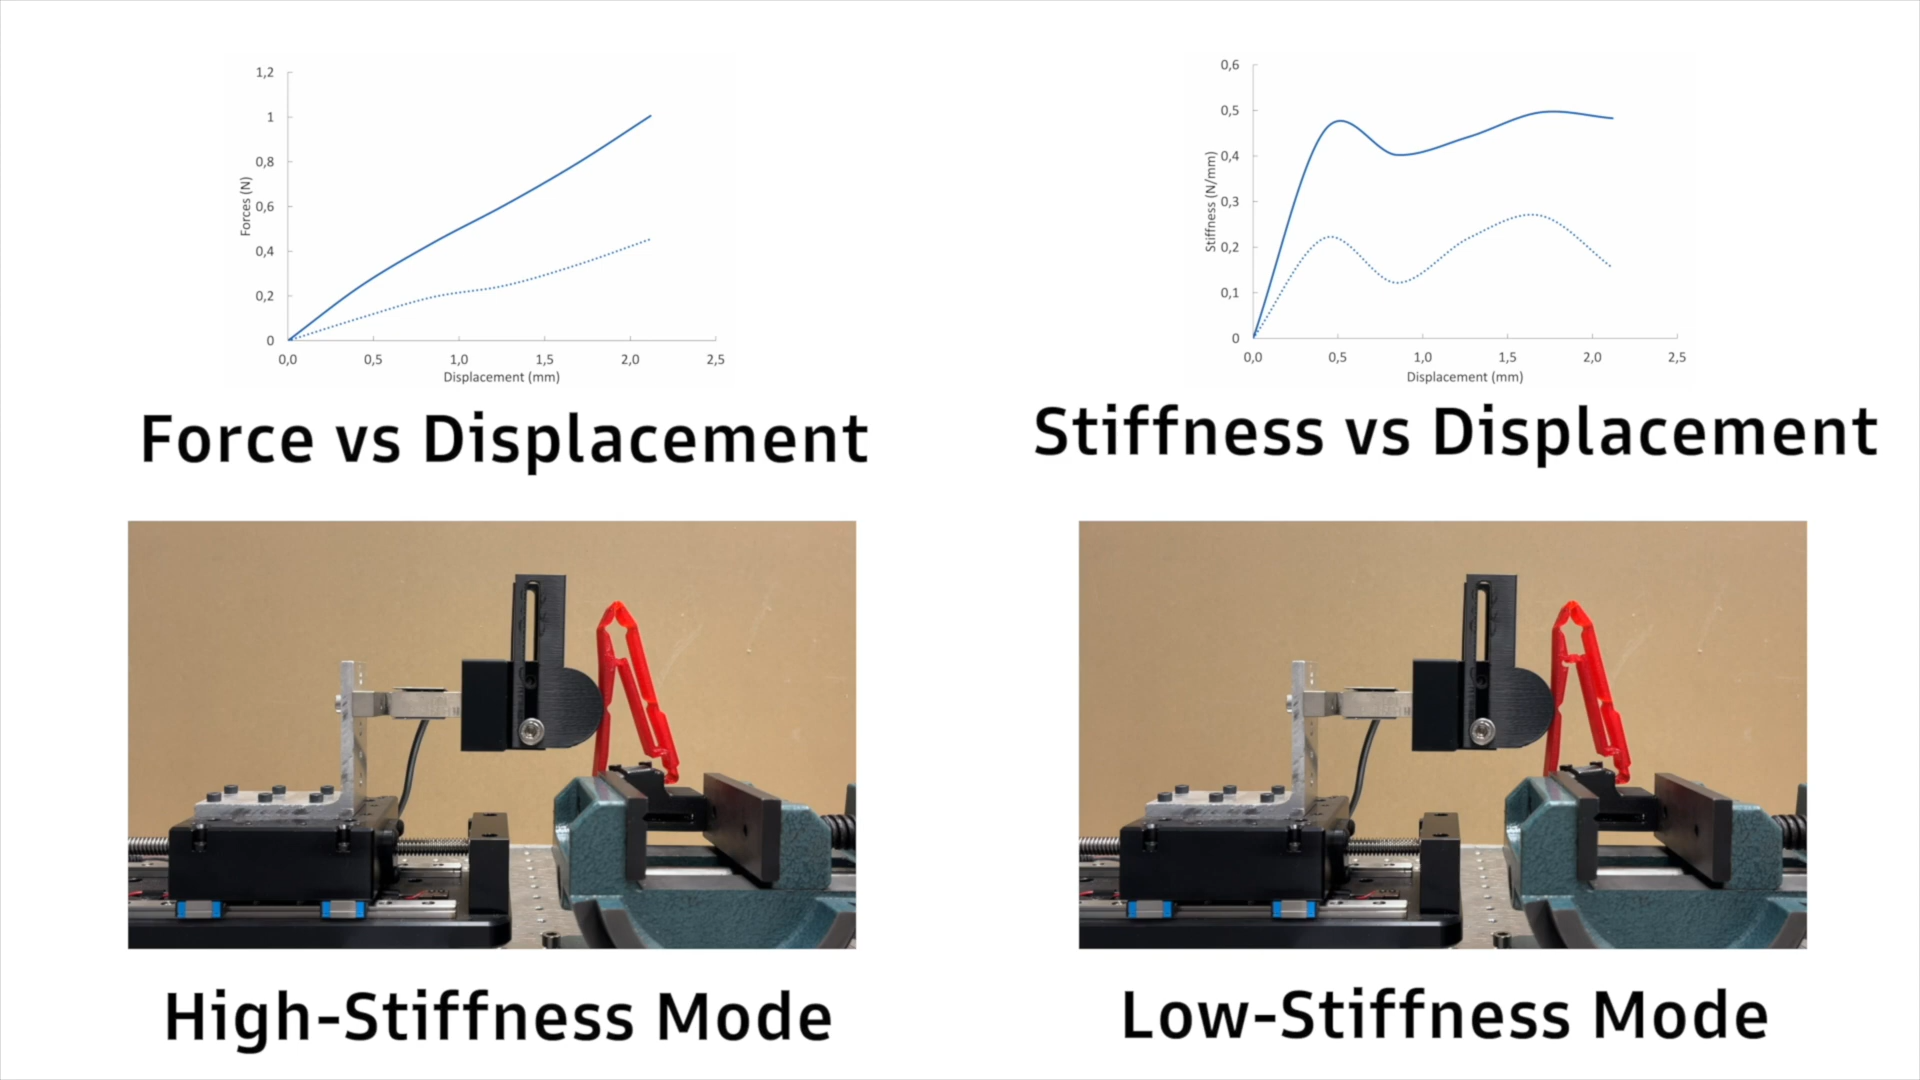 1,2
1
0,8
0,6
0,4
0,2
0
Forces (N)
0,0 0,5 1,0 1,5 2,0 2,5
Displacement (mm)
Force vs Displacement
0,6
0,5
0,4
0,3
0,2
0,1
0
Stiffness (N/mm)
0,0 0,5 1,0 1,5 2,0 2,5
Displacement (mm)
Stiffness vs Displacement
High-Stiffness Mode
Low-Stiffness Mode